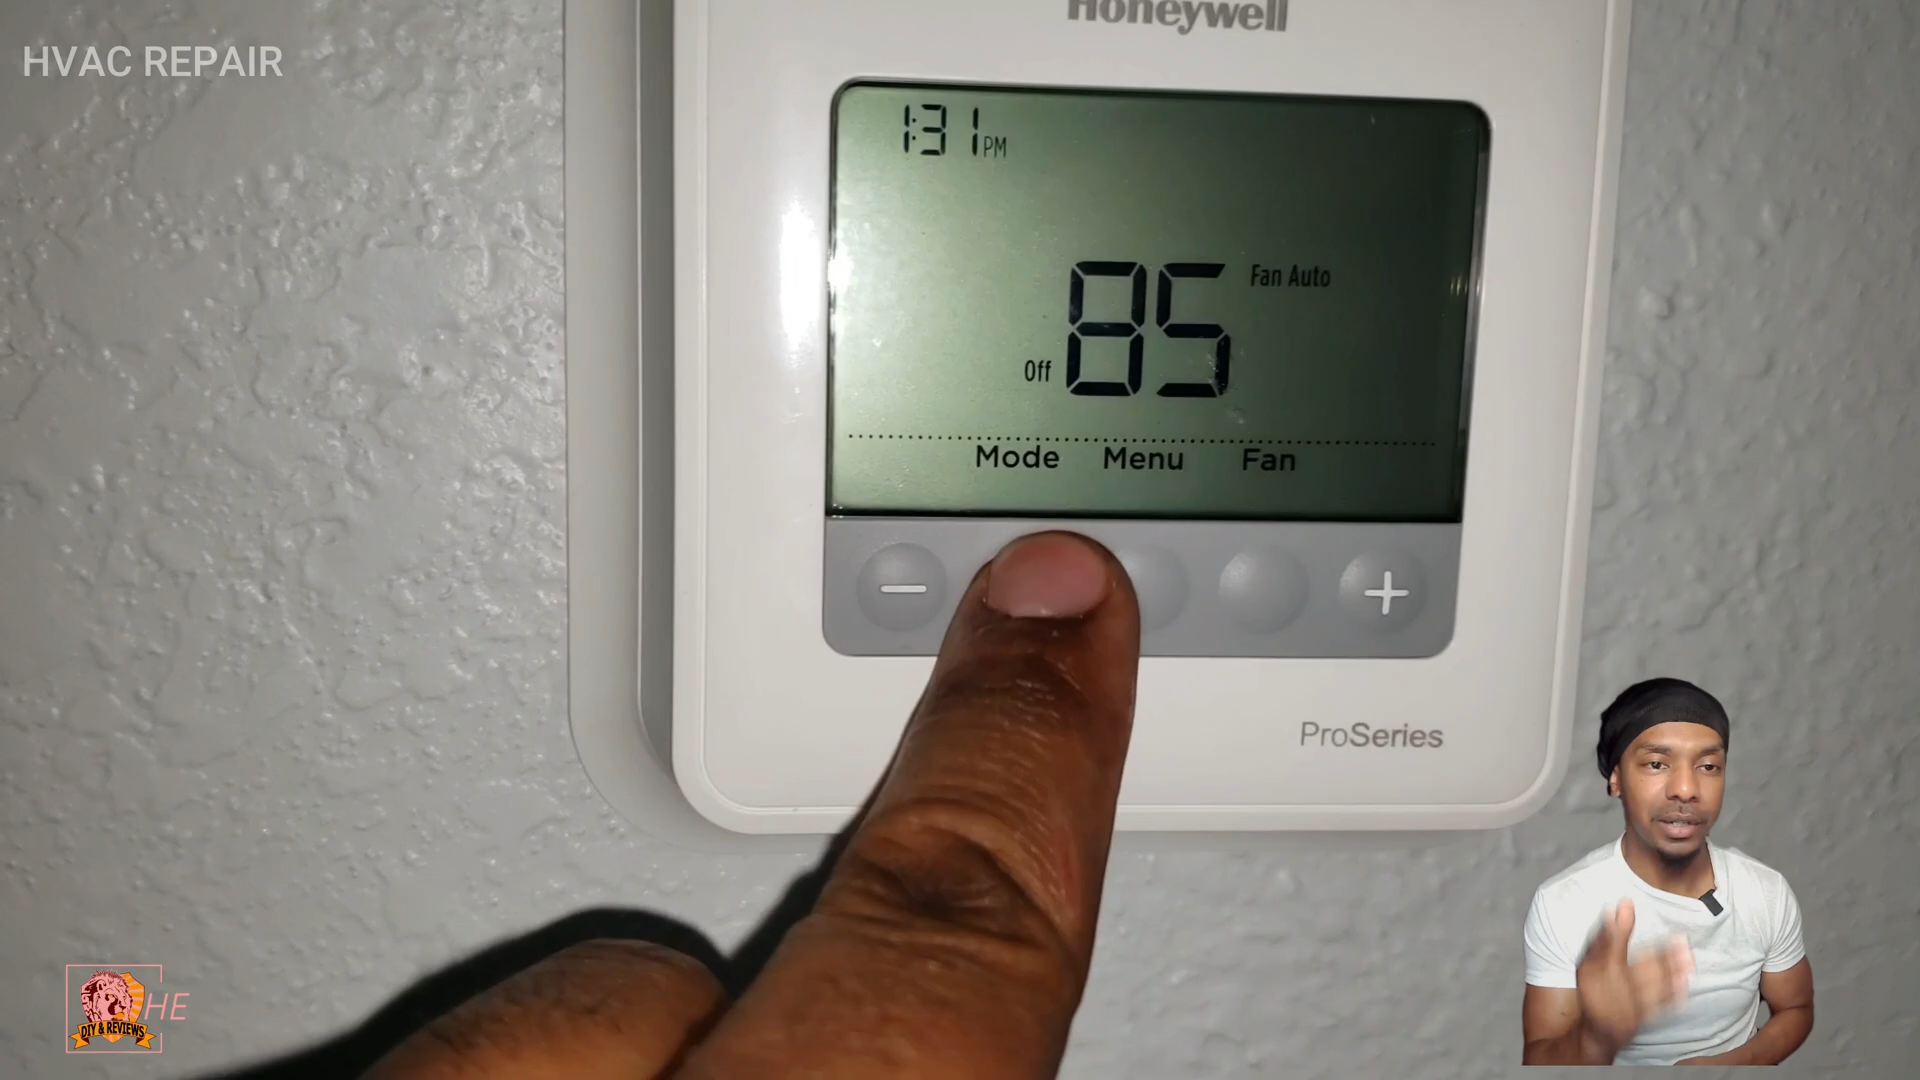 HVAC REPAIR
Honeywell
1:31 PM
85
Fan Auto
Off
Mode Menu Fan
ProSeries
HE
DIY & REVIEWS